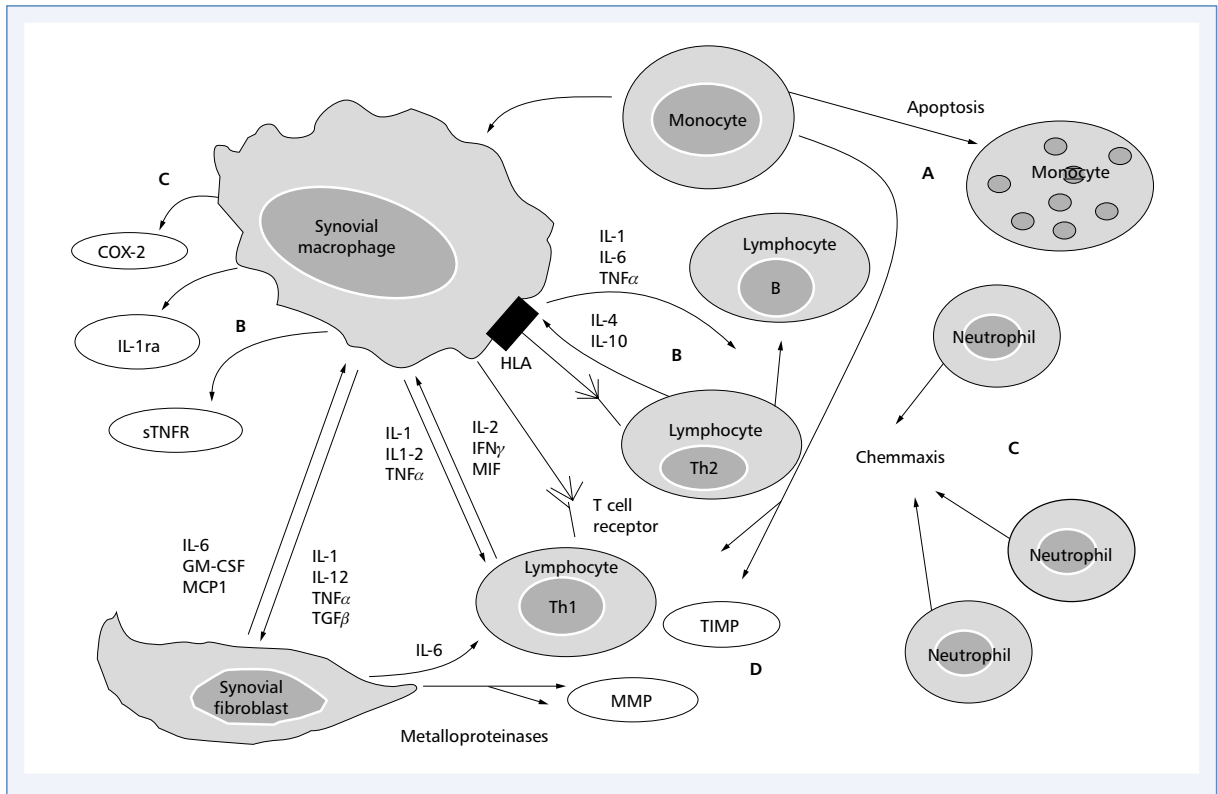 Monocyte
Apoptosis
A
Monocyte
C
Synovial
macrophage
COX-2
IL-1
IL-6
TNFα
Lymphocyte
B
IL-1ra
B
IL-4
IL-10
B
HLA
Neutrophil
sTNFR
IL-1
IL1-2
TNFα
IL-2
IFNγ
MIF
Lymphocyte
Th2
Chemmaxis
C
T cell
receptor
IL-6
GM-CSF
MCP1
IL-1
IL-12
TNFα
TGFβ
Lymphocyte
Th1
Neutrophil
TIMP
IL-6
Neutrophil
D
Synovial
fibroblast
MMP
Metalloproteinases